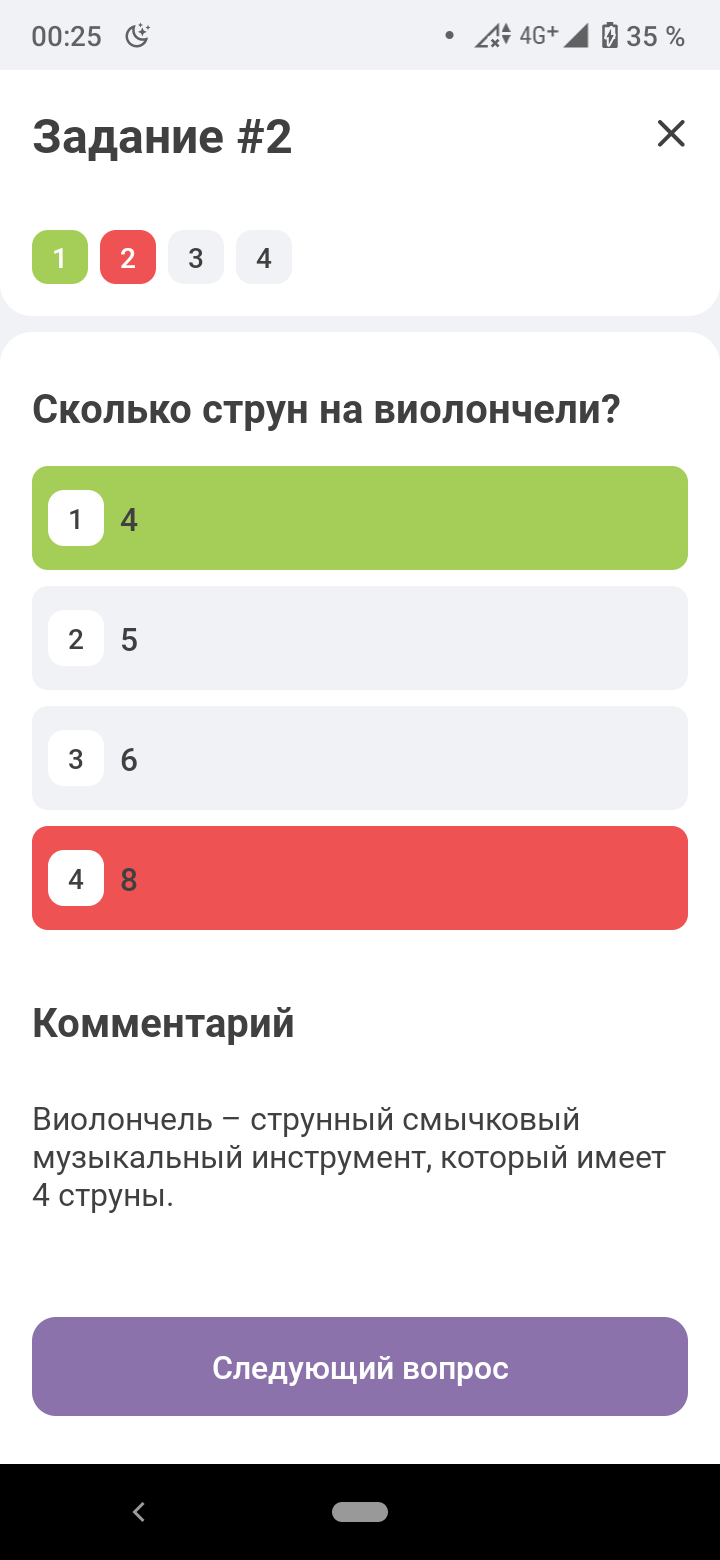 00:25 4G+ 35 %
Задание #2
1 2 3 4
Сколько струн на виолончели?
1 4
2 5
3 6
4 8
Комментарий
Виолончель – струнный смычковый
музыкальный инструмент, который имеет
4 струны.
Следующий вопрос